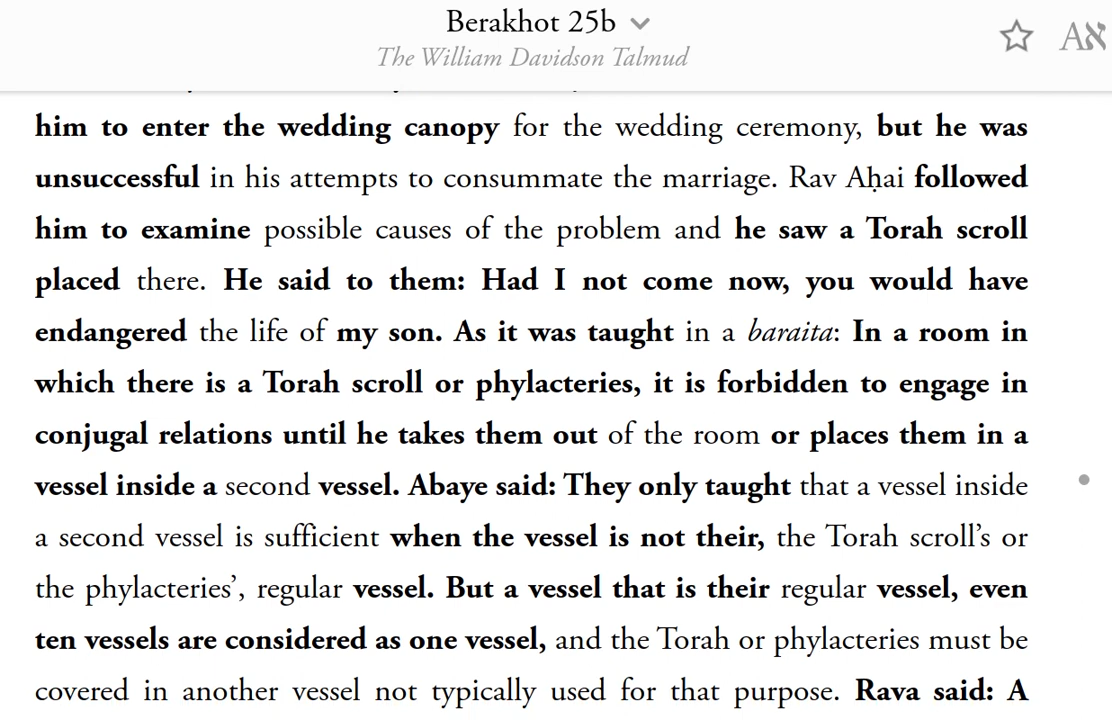 Berakhot 25b
The William Davidson Talmud
him to enter the wedding canopy for the wedding ceremony, but he was
unsuccessful in his attempts to consummate the marriage. Rav Aḥai followed
him to examine possible causes of the problem and he saw a Torah scroll
placed there. He said to them: Had I not come now, you would have
endangered the life of my son. As it was taught in a baraita: In a room in
which there is a Torah scroll or phylacteries, it is forbidden to engage in
conjugal relations until he takes them out of the room or places them in a
vessel inside a second vessel. Abaye said: They only taught that a vessel inside
a second vessel is sufficient when the vessel is not their, the Torah scroll’s or
the phylacteries’, regular vessel. But a vessel that is their regular vessel, even
ten vessels are considered as one vessel, and the Torah or phylacteries must be
covered in another vessel not typically used for that purpose. Rava said: A